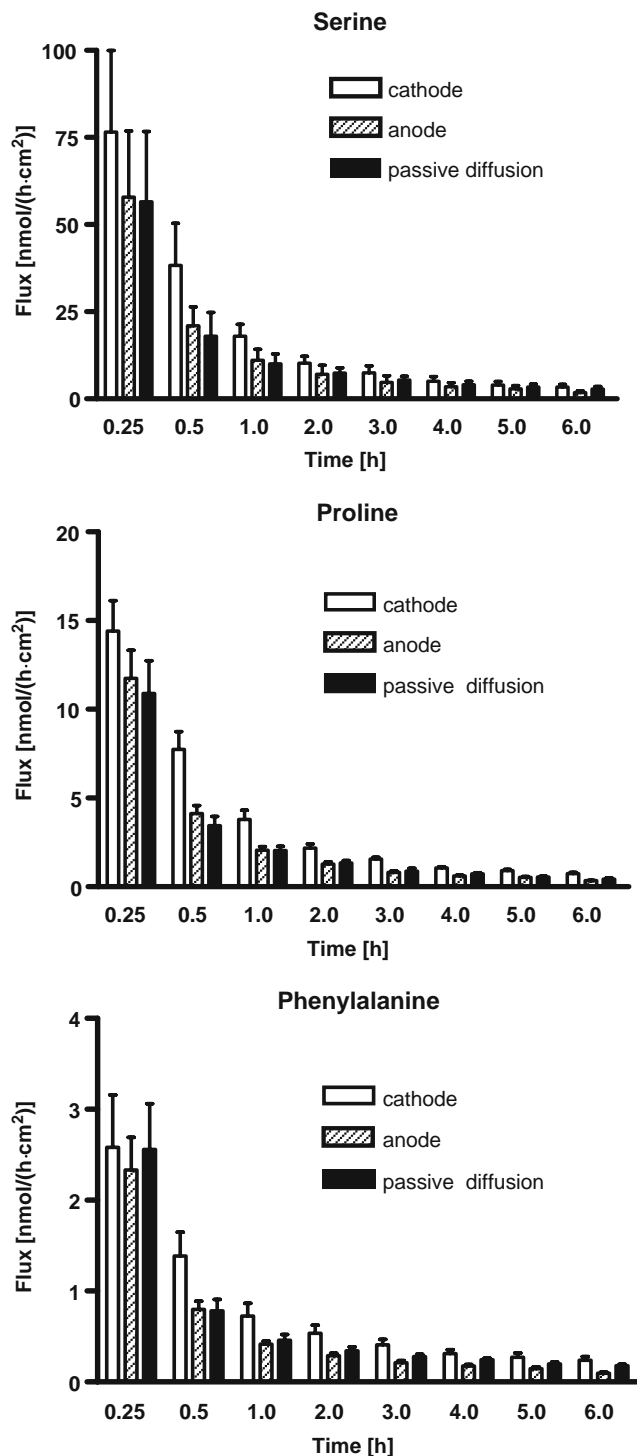 Serine
100
75
50
25
0
Flux [nmol/(h·cm²)]
cathode
anode
passive diffusion
0.25 0.5 1.0 2.0 3.0 4.0 5.0 6.0
Time [h]
Proline
20
15
10
5
0
Flux [nmol/(h·cm²)]
cathode
anode
passive diffusion
0.25 0.5 1.0 2.0 3.0 4.0 5.0 6.0
Time [h]
Phenylalanine
4
3
2
1
0
Flux [nmol/(h·cm²)]
cathode
anode
passive diffusion
0.25 0.5 1.0 2.0 3.0 4.0 5.0 6.0
Time [h]